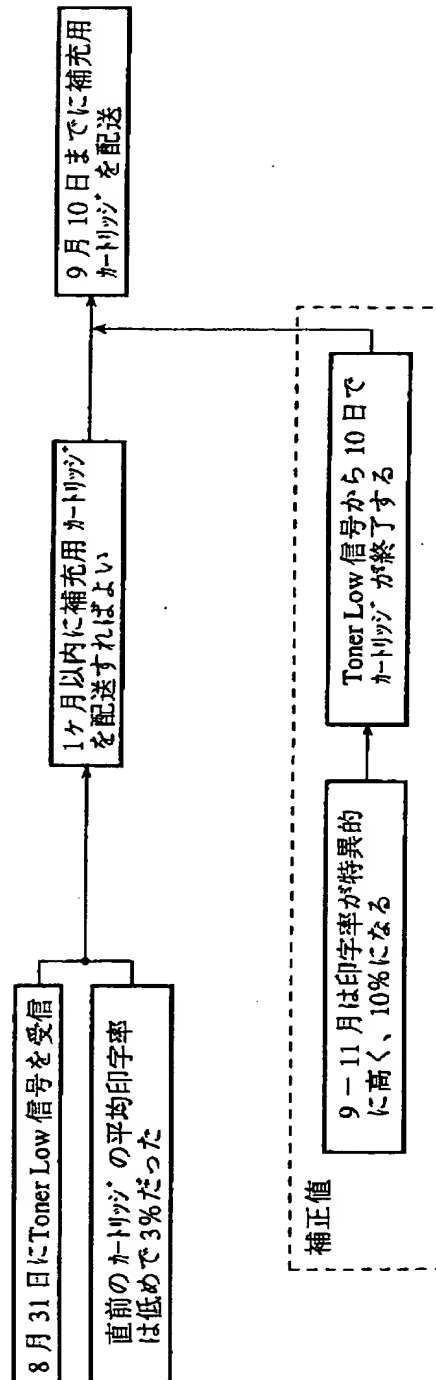 8月31日にToner Low信号を受信
直前のカートリッジの平均印字率
は低めで3%だった
1ヶ月以内に補充用カートリッジ
を配送すればよい
9月10日までに補充用
カートリッジを配送
補正値
9－11月は印字率が特異的
に高く、10%になる
Toner Low信号から10日で
カートリッジが終了する